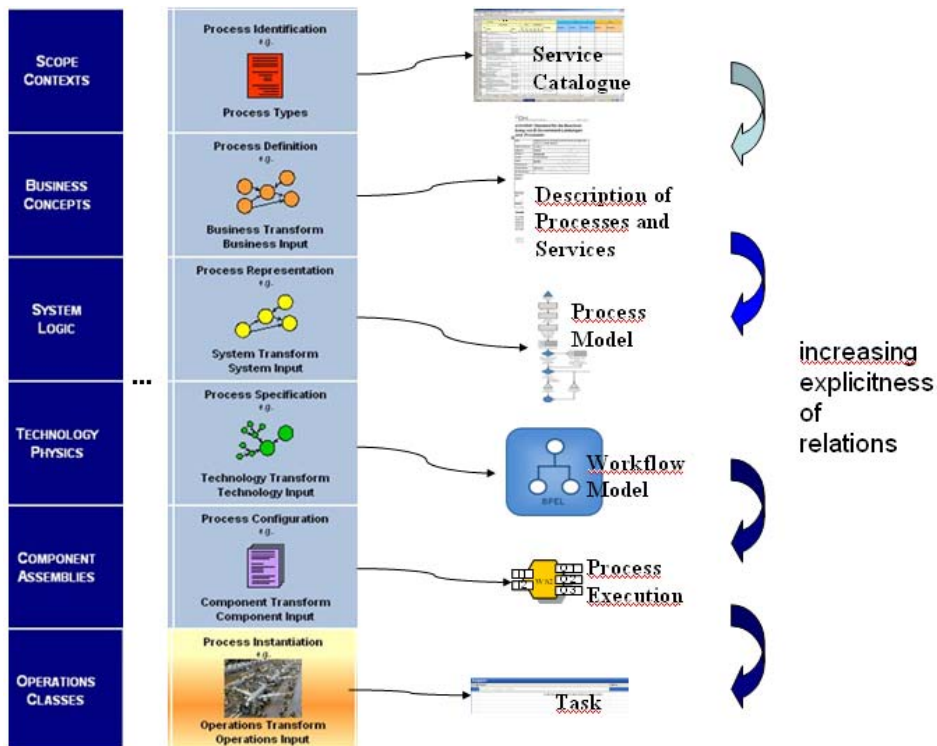 SCOPE
CONTEXTS
Process Identification
e.g.
Process Types
Service
Catalogue
BUSINESS
CONCEPTS
Process Definition
e.g.
Business Transform
Business Input
Description of
Processes and
Services
SYSTEM
LOGIC
...
Process Representation
e.g.
System Transform
System Input
Process
Model
increasing
explicitness
of
relations
TECHNOLOGY
PHYSICS
Process Specification
e.g.
Technology Transform
Technology Input
Workflow
Model
BPEL
COMPONENT
ASSEMBLIES
Process Configuration
e.g.
Component Transform
Component Input
Process
Execution
OPERATIONS
CLASSES
Process Instantiation
e.g.
Operations Transform
Operations Input
Task